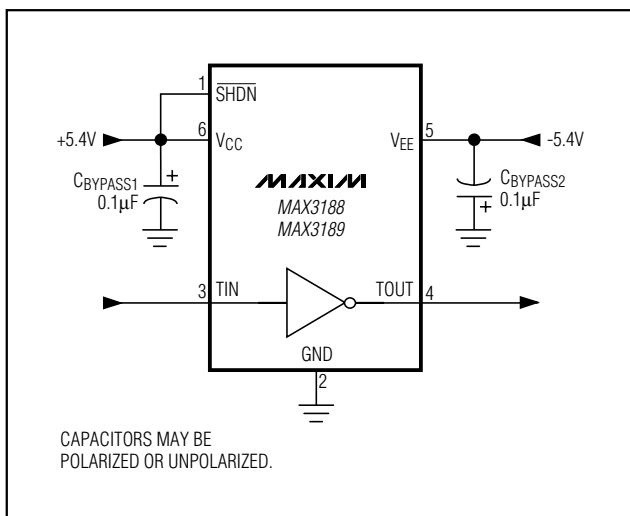 1
SHDN
+5.4V
6
VCC
VEE
5
-5.4V
CBYPASS1
0.1µF
+
MAXIM
MAX3188
MAX3189
CBYPASS2
0.1µF
+
3
TIN
TOUT
4
GND
2
CAPACITORS MAY BE
POLARIZED OR UNPOLARIZED.